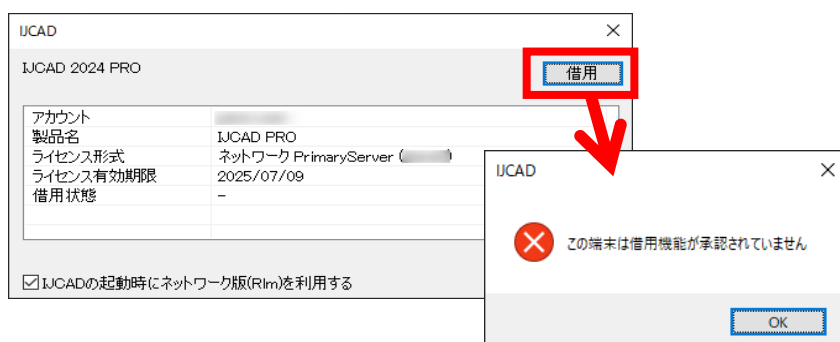 IJCAD
IJCAD 2024 PRO
借用
アカウント
製品名 IJCAD PRO
ライセンス形式 ネットワーク PrimaryServer (
ライセンス有効期限 2025/07/09
借用状態 -
IJCADの起動時にネットワーク版(Rlm)を利用する
IJCAD
この端末は借用機能が承認されていません
OK